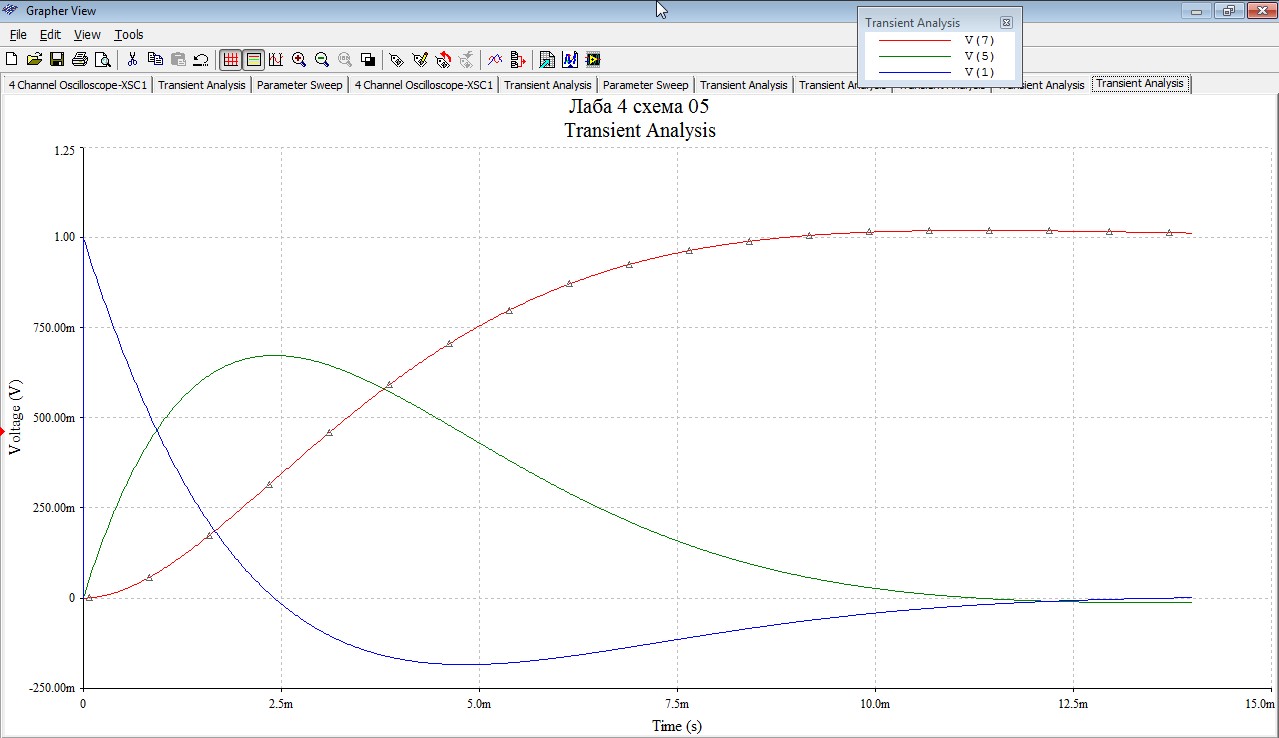 Grapher View
File Edit View Tools
Transient Analysis
V(7)
V(5)
V(1)
4 Channel Oscilloscope-XSC1 Transient Analysis Parameter Sweep 4 Channel Oscilloscope-XSC1 Transient Analysis Parameter Sweep Transient Analysis Transient Analysis Transient Analysis Transient Analysis Transient Analysis
Лаба 4 схема 05
Transient Analysis
1.25
1.00
750.00m
500.00m
250.00m
0
-250.00m
Voltage (V)
0 2.5m 5.0m 7.5m 10.0m 12.5m 15.0m
Time (s)